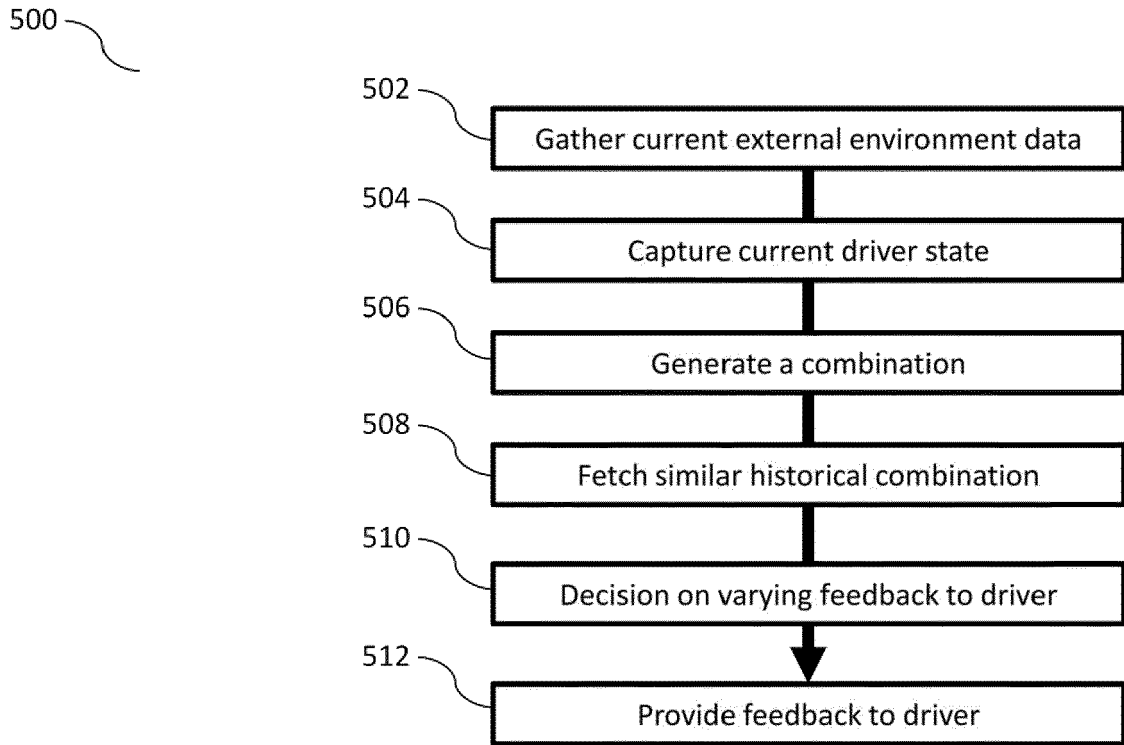 500
502
Gather current external environment data
504
Capture current driver state
506
Generate a combination
508
Fetch similar historical combination
510
Decision on varying feedback to driver
512
Provide feedback to driver